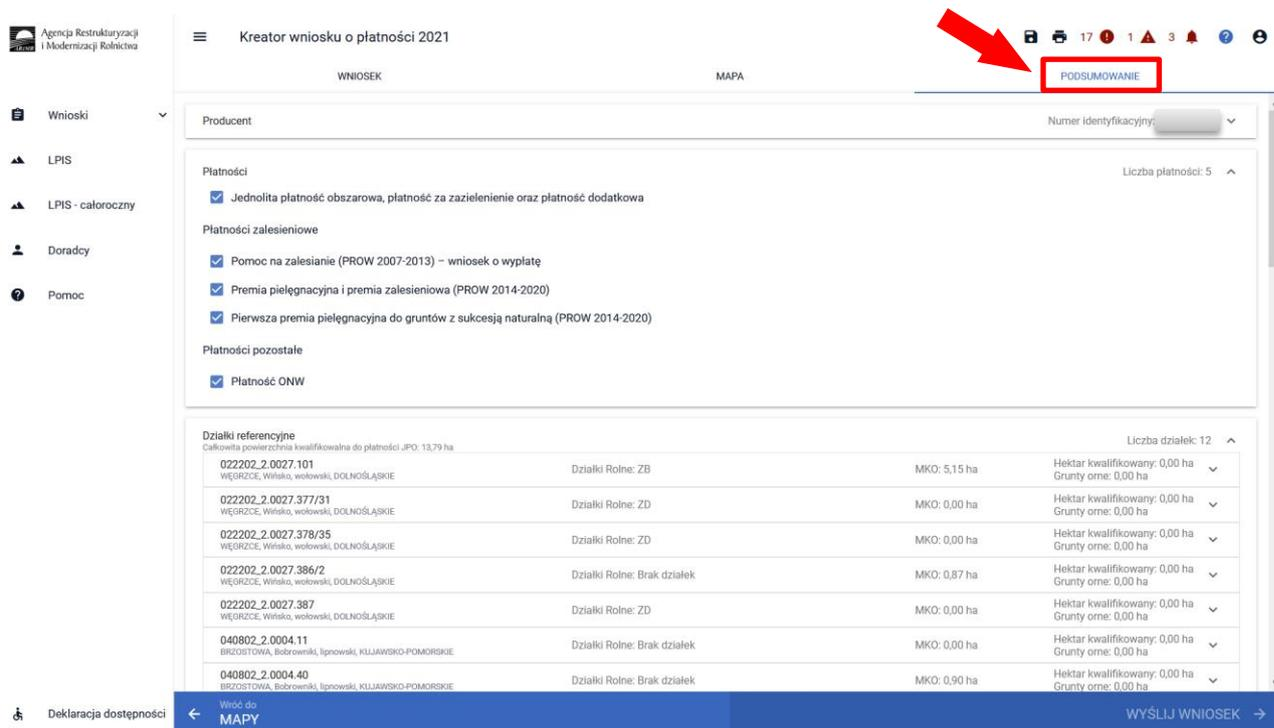 Agencja Restrukturyzacji
i Modernizacji Rolnictwa
Kreator wniosku o płatności 2021
17 1 3
WNIOSEK MAPA PODSUMOWANIE
Wnioski
LPIS
LPIS - całoroczny
Doradcy
Pomoc
Producent Numer identyfikacyjny:
Płatności Liczba płatności: 5
Jednolita płatność obszarowa, płatność za zazielenienie oraz płatność dodatkowa
Płatności zalesieniowe
Pomoc na zalesianie (PROW 2007-2013) – wniosek o wypłatę
Premia pielęgnacyjna i premia zalesieniowa (PROW 2014-2020)
Pierwsza premia pielęgnacyjna do gruntów z sukcesją naturalną (PROW 2014-2020)
Płatności pozostałe
Płatność ONW
Działki referencyjne Liczba działek: 12
Całkowita powierzchnia kwalifikowalna do płatności JPO: 13,79 ha
022202_2.0027.101 Działki Rolne: ZB MKO: 5,15 ha Hektar kwalifikowany: 0,00 ha
WĘGRZCE, Wińsko, wołowski, DOLNOŚLĄSKIE Grunty orne: 0,00 ha
022202_2.0027.377/31 Działki Rolne: ZD MKO: 0,00 ha Hektar kwalifikowany: 0,00 ha
WĘGRZCE, Wińsko, wołowski, DOLNOŚLĄSKIE Grunty orne: 0,00 ha
022202_2.0027.378/35 Działki Rolne: ZD MKO: 0,00 ha Hektar kwalifikowany: 0,00 ha
WĘGRZCE, Wińsko, wołowski, DOLNOŚLĄSKIE Grunty orne: 0,00 ha
022202_2.0027.386/2 Działki Rolne: Brak działek MKO: 0,87 ha Hektar kwalifikowany: 0,00 ha
WĘGRZCE, Wińsko, wołowski, DOLNOŚLĄSKIE Grunty orne: 0,00 ha
022202_2.0027.387 Działki Rolne: ZD MKO: 0,00 ha Hektar kwalifikowany: 0,00 ha
WĘGRZCE, Wińsko, wołowski, DOLNOŚLĄSKIE Grunty orne: 0,00 ha
040802_2.0004.11 Działki Rolne: Brak działek MKO: 0,00 ha Hektar kwalifikowany: 0,00 ha
BRZOSTOWA, Bobrowniki, lipnowski, KUJAWSKO-POMORSKIE Grunty orne: 0,00 ha
040802_2.0004.40 Działki Rolne: Brak działek MKO: 0,90 ha Hektar kwalifikowany: 0,00 ha
BRZOSTOWA, Bobrowniki, lipnowski, KUJAWSKO-POMORSKIE Grunty orne: 0,00 ha
Deklaracja dostępności
Wróć do
MAPY
WYŚLIJ WNIOSEK